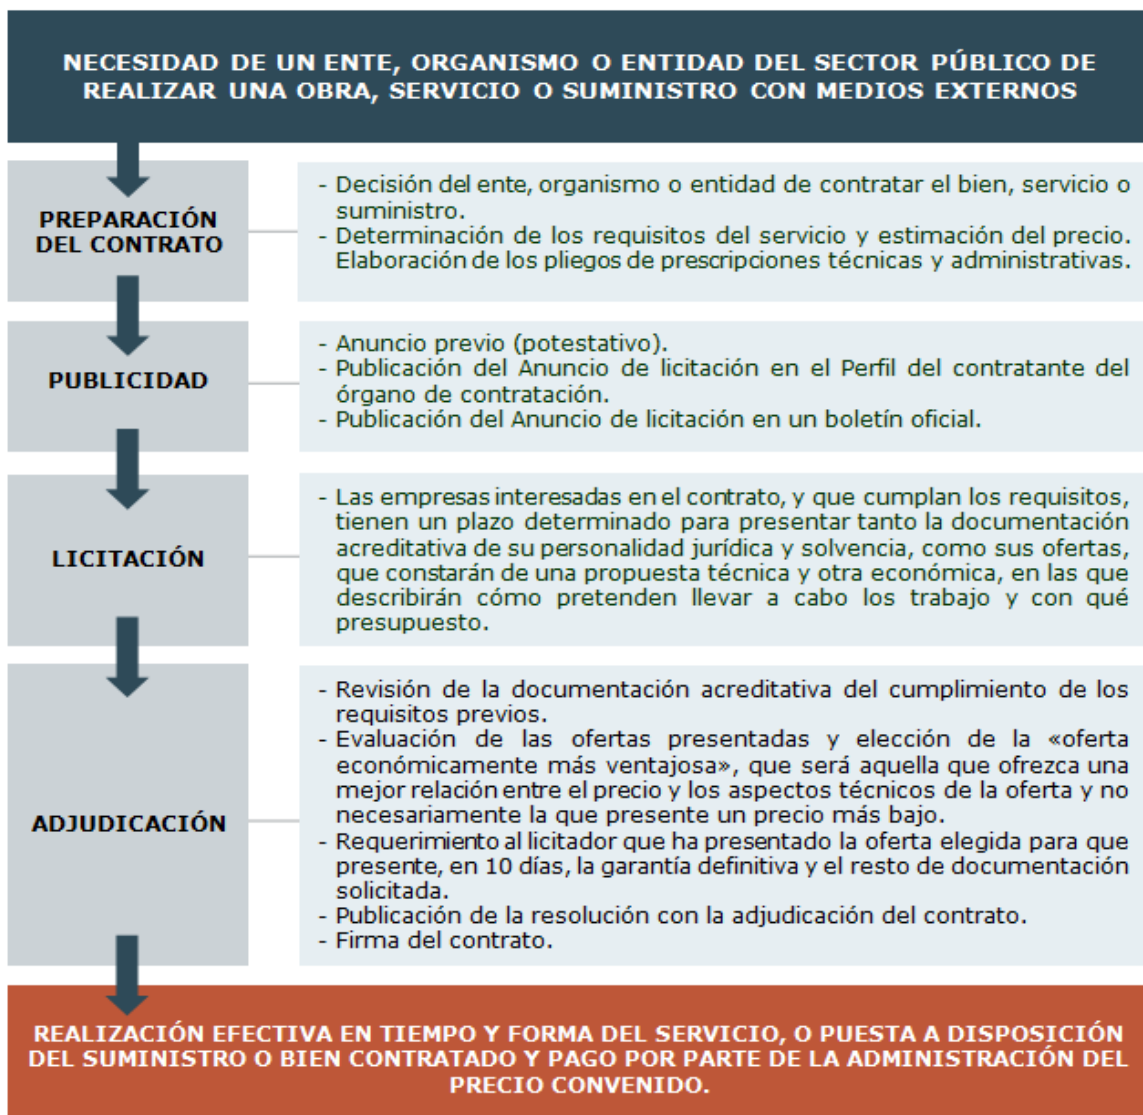 NECESIDAD DE UN ENTE, ORGANISMO O ENTIDAD DEL SECTOR PÚBLICO DE
REALIZAR UNA OBRA, SERVICIO O SUMINISTRO CON MEDIOS EXTERNOS
PREPARACIÓN
DEL CONTRATO
- Decisión del ente, organismo o entidad de contratar el bien, servicio o
suministro.
- Determinación de los requisitos del servicio y estimación del precio.
Elaboración de los pliegos de prescripciones técnicas y administrativas.
PUBLICIDAD
- Anuncio previo (potestativo).
- Publicación del Anuncio de licitación en el Perfil del contratante del
órgano de contratación.
- Publicación del Anuncio de licitación en un boletín oficial.
LICITACIÓN
- Las empresas interesadas en el contrato, y que cumplan los requisitos,
tienen un plazo determinado para presentar tanto la documentación
acreditativa de su personalidad jurídica y solvencia, como sus ofertas,
que constarán de una propuesta técnica y otra económica, en las que
describirán cómo pretenden llevar a cabo los trabajo y con qué
presupuesto.
ADJUDICACIÓN
- Revisión de la documentación acreditativa del cumplimiento de los
requisitos previos.
- Evaluación de las ofertas presentadas y elección de la «oferta
económicamente más ventajosa», que será aquella que ofrezca una
mejor relación entre el precio y los aspectos técnicos de la oferta y no
necesariamente la que presente un precio más bajo.
- Requerimiento al licitador que ha presentado la oferta elegida para que
presente, en 10 días, la garantía definitiva y el resto de documentación
solicitada.
- Publicación de la resolución con la adjudicación del contrato.
- Firma del contrato.
REALIZACIÓN EFECTIVA EN TIEMPO Y FORMA DEL SERVICIO, O PUESTA A DISPOSICIÓN
DEL SUMINISTRO O BIEN CONTRATADO Y PAGO POR PARTE DE LA ADMINISTRACIÓN DEL
PRECIO CONVENIDO.